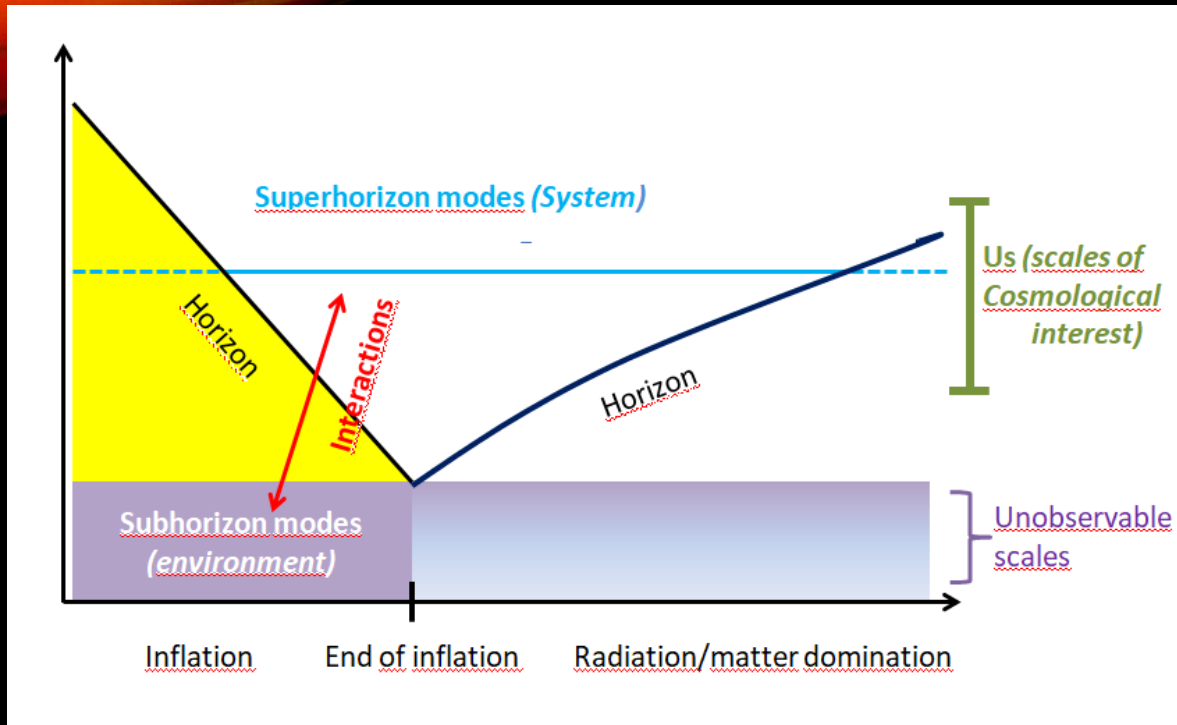 Superhorizon modes (System)
Us (scales of
Cosmological
interest)
Horizon
Interactions
Horizon
Subhorizon modes
(environment)
Unobservable
scales
Inflation
End of inflation
Radiation/matter domination